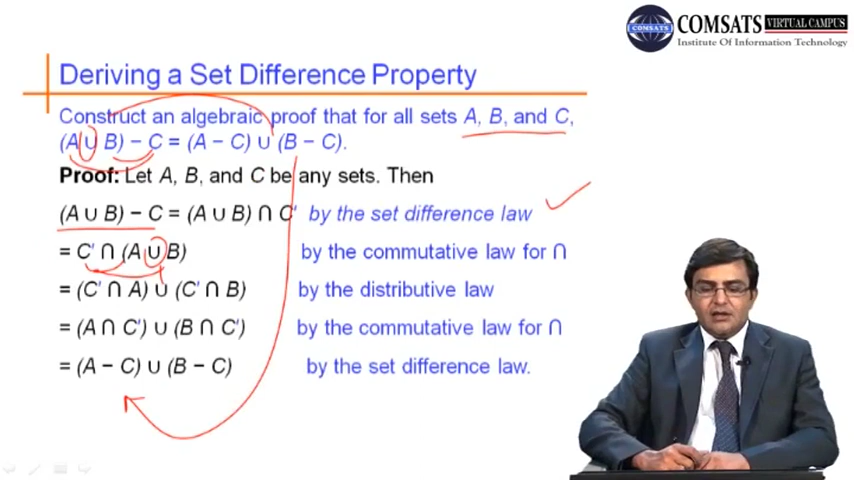 COMSATS VIRTUAL CAMPUS
Institute Of Information Technology
Deriving a Set Difference Property
Construct an algebraic proof that for all sets A, B, and C,
(A ∪ B) − C = (A − C) ∪ (B − C).
Proof: Let A, B, and C be any sets. Then
(A ∪ B) − C = (A ∪ B) ∩ C' by the set difference law
= C' ∩ (A ∪ B) by the commutative law for ∩
= (C' ∩ A) ∪ (C' ∩ B) by the distributive law
= (A ∩ C') ∪ (B ∩ C') by the commutative law for ∩
= (A − C) ∪ (B − C) by the set difference law.